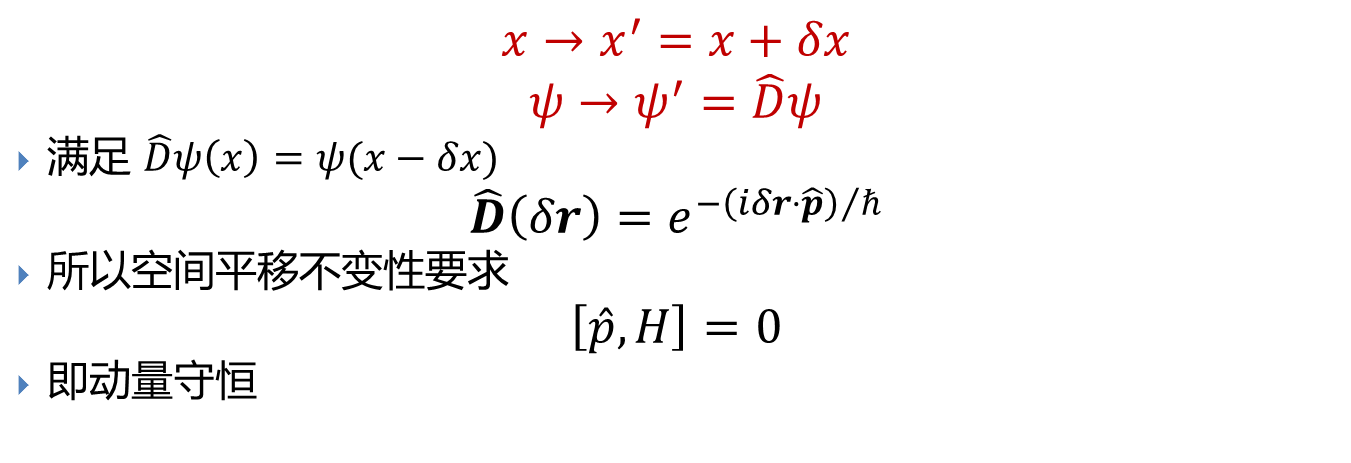 x → x′ = x + δx
ψ → ψ′ = D̂ψ
满足 D̂ψ(x) = ψ(x − δx)
D̂(δr) = e^{−(iδr·p̂)/ħ}
所以空间平移不变性要求
[p̂, H] = 0
即动量守恒